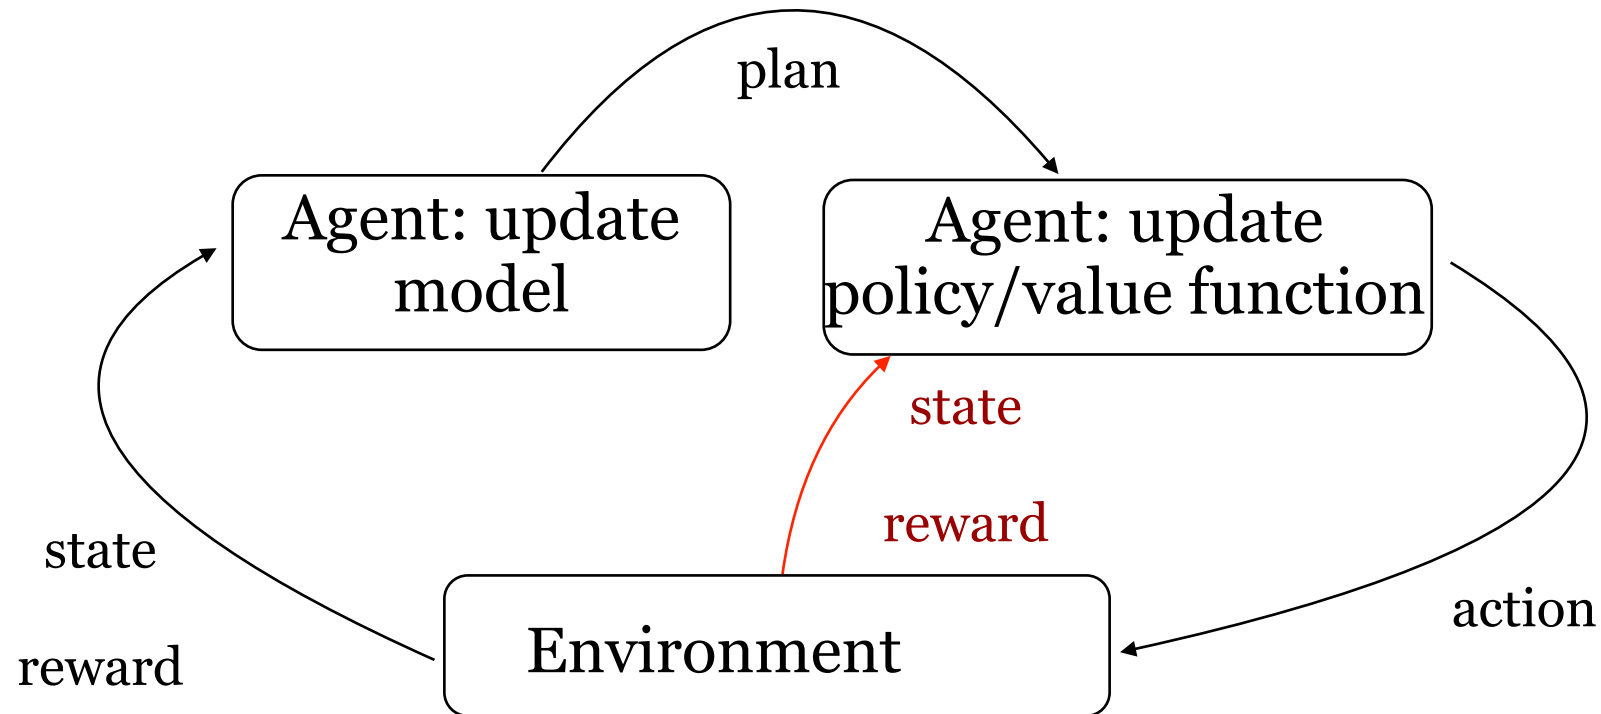 plan
Agent: update
model
Agent: update
policy/value function
state
reward
state
reward
action
Environment